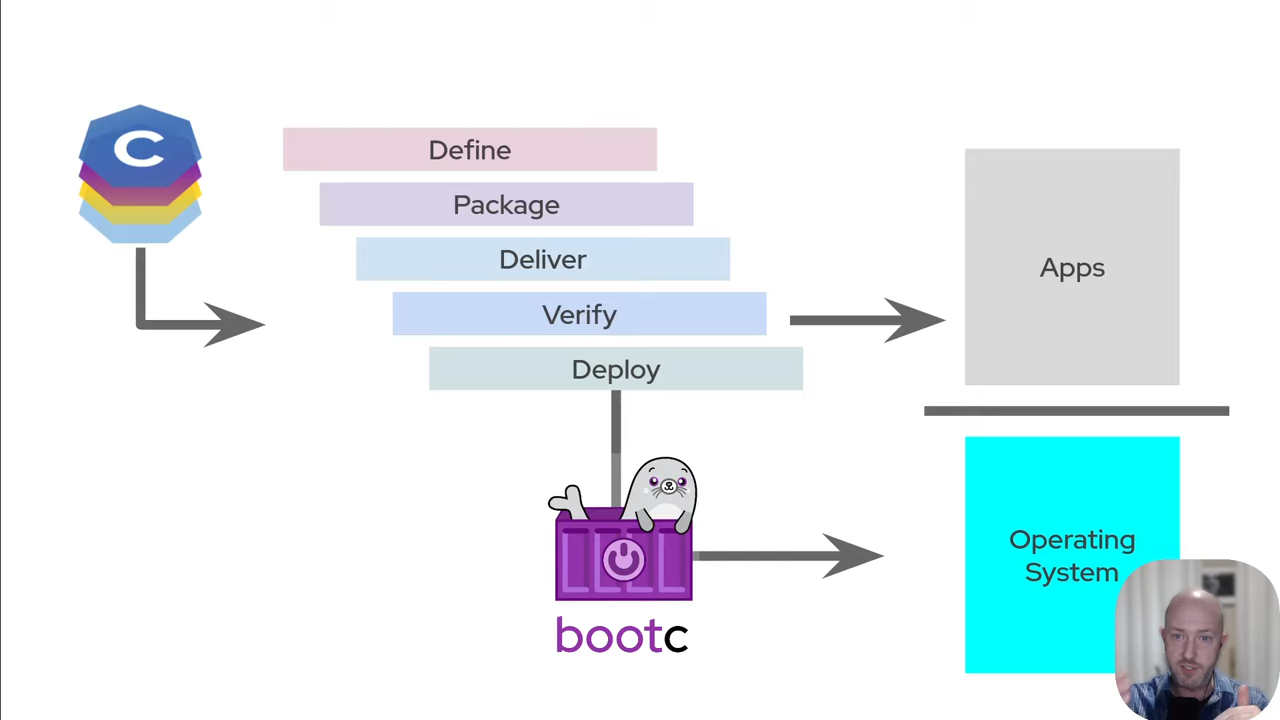 C
Define
Package
Deliver
Verify
Deploy
Apps
Operating
System
bootc